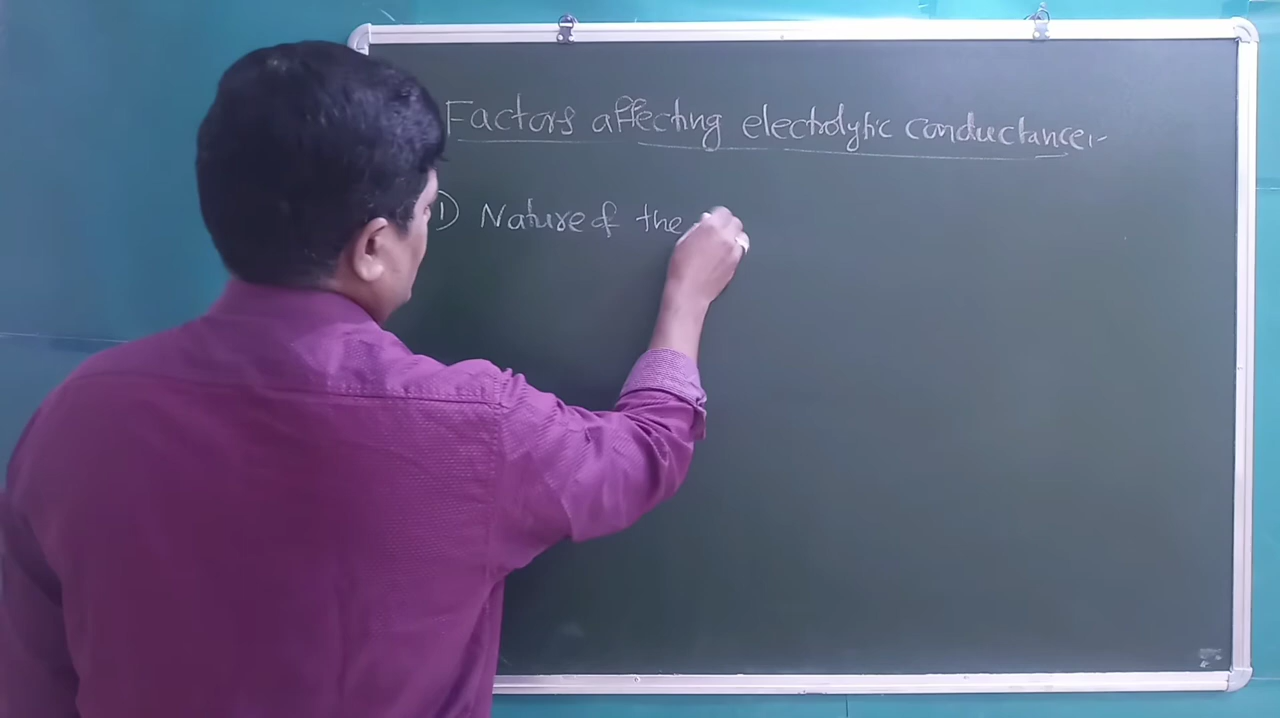 Factors affecting electrolytic conductance:-
1) Nature of the